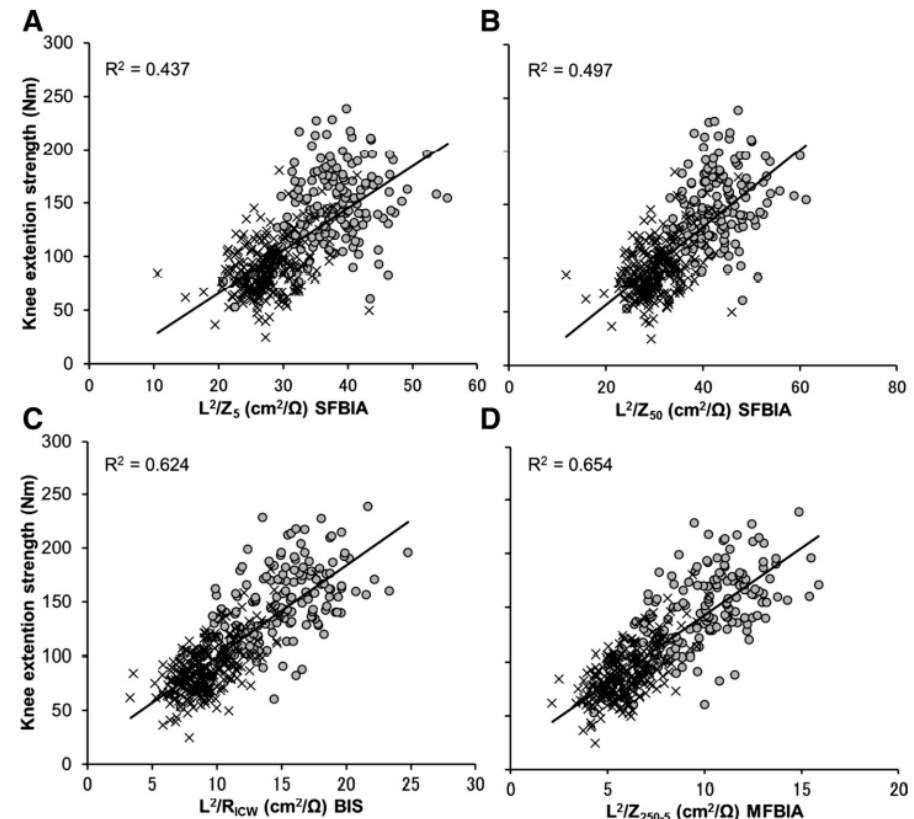 A
B
300
250
200
150
100
50
0
Knee extention strength (Nm)
R² = 0.437
R² = 0.497
0 10 20 30 40 50 60
0 20 40 60 80
L²/Z₅ (cm²/Ω) SFBIA
L²/Z₅₀ (cm²/Ω) SFBIA
C
D
300
250
200
150
100
50
0
Knee extention strength (Nm)
R² = 0.624
R² = 0.654
0 5 10 15 20 25 30
0 5 10 15 20
L²/R_ICW (cm²/Ω) BIS
L²/Z₂₅₀₋₅ (cm²/Ω) MFBIA